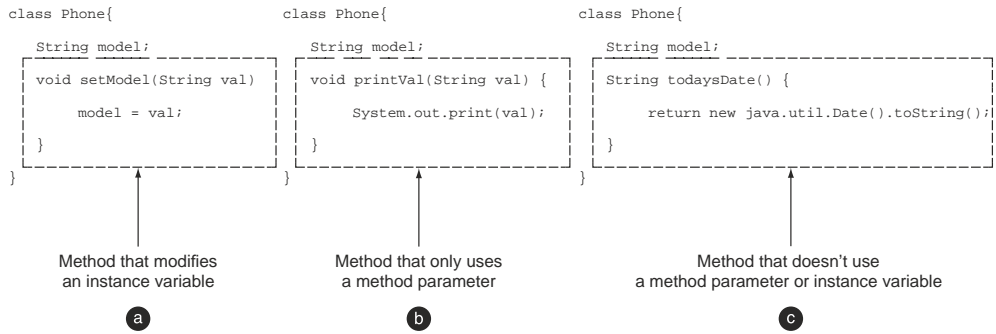 class Phone{
String model;
void setModel(String val)
model = val;
}
}
Method that modifies
an instance variable
a
class Phone{
String model;
void printVal(String val) {
System.out.print(val);
}
}
Method that only uses
a method parameter
b
class Phone{
String model;
String todaysDate() {
return new java.util.Date().toString();
}
}
Method that doesn't use
a method parameter or instance variable
c